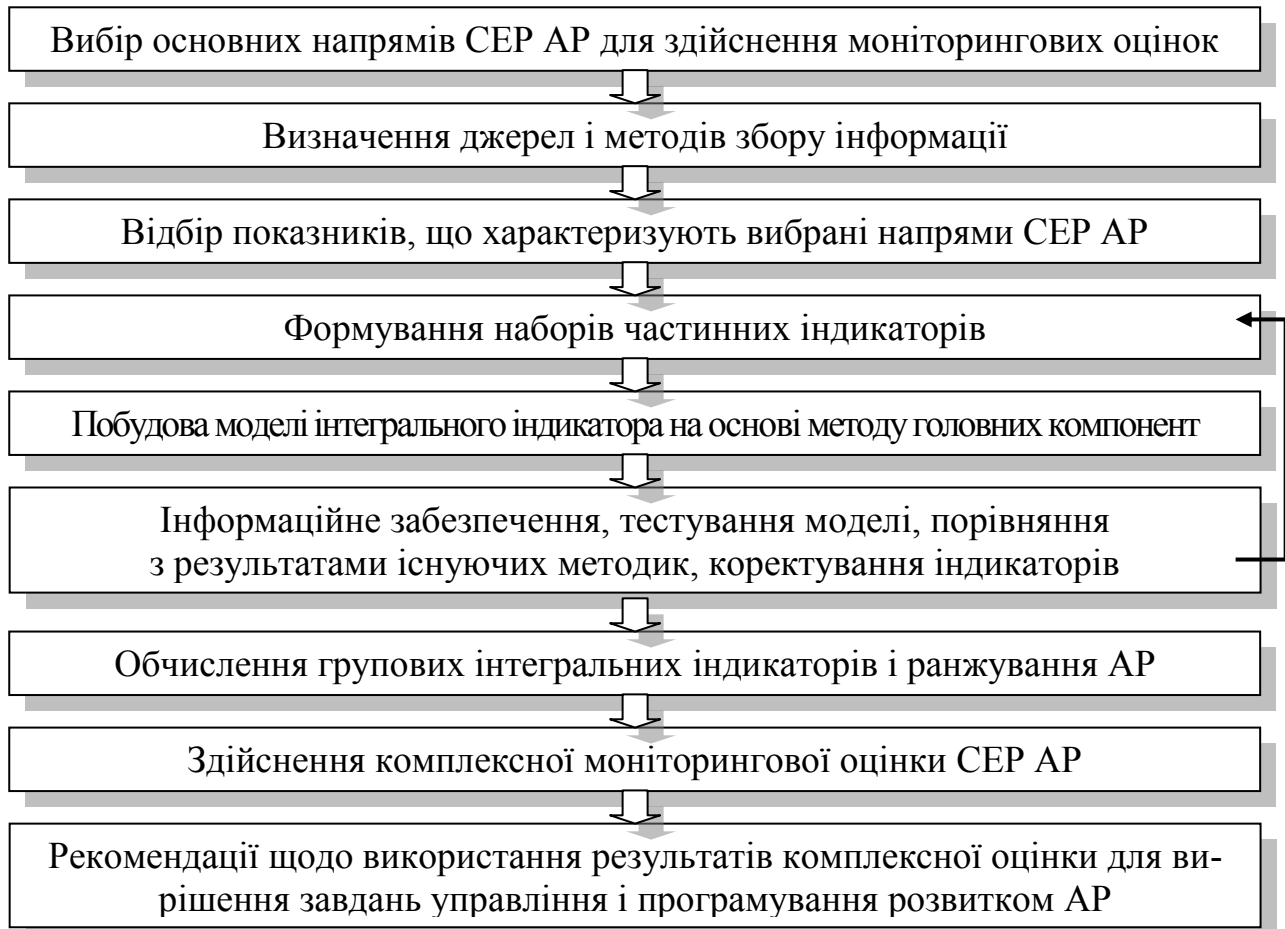 Вибір основних напрямів СЕР АР для здійснення моніторингових оцінок
Визначення джерел і методів збору інформації
Відбір показників, що характеризують вибрані напрями СЕР АР
Формування наборів частинних індикаторів
Побудова моделі інтегрального індикатора на основі методу головних компонент
Інформаційне забезпечення, тестування моделі, порівняння
з результатами існуючих методик, коректування індикаторів
Обчислення групових інтегральних індикаторів і ранжування АР
Здійснення комплексної моніторингової оцінки СЕР АР
Рекомендації щодо використання результатів комплексної оцінки для ви-
рішення завдань управління і програмування розвитком АР